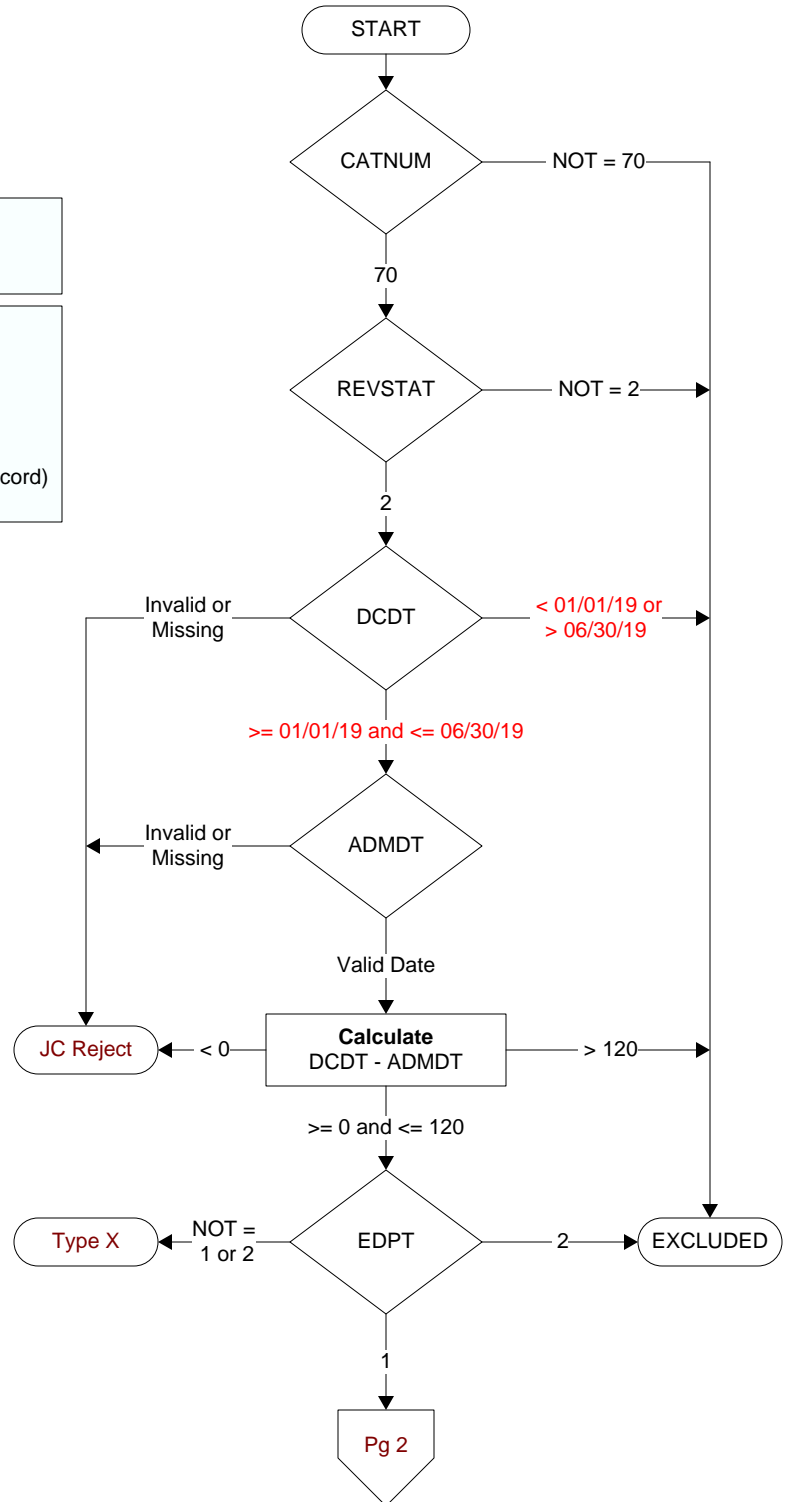 START
CATNUM
NOT = 70
70
REVSTAT
NOT = 2
2
cord)
DCDT
Invalid or
Missing
< 01/01/19 or
> 06/30/19
>= 01/01/19 and <= 06/30/19
ADMDT
Invalid or
Missing
Valid Date
Calculate
DCDT - ADMDT
JC Reject
< 0
> 120
>= 0 and <= 120
EDPT
Type X
NOT =
1 or 2
2
EXCLUDED
1
Pg 2